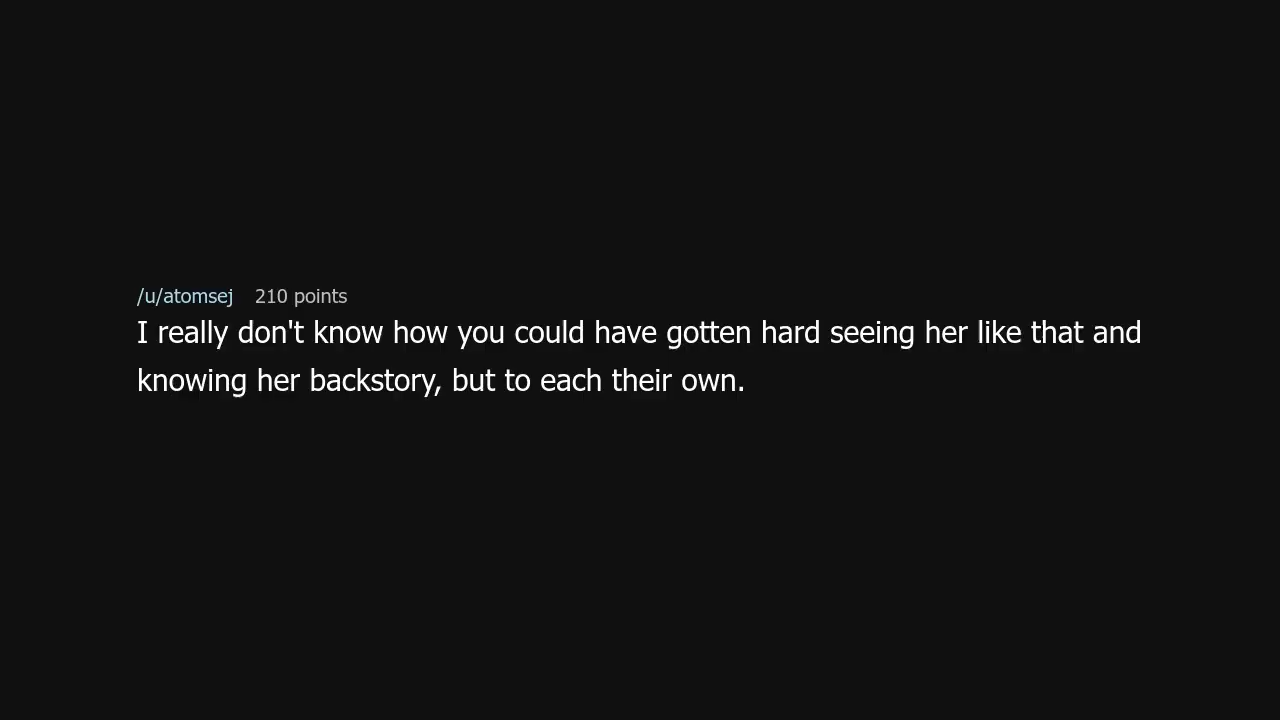 /u/atomsej 210 points
I really don't know how you could have gotten hard seeing her like that and
knowing her backstory, but to each their own.